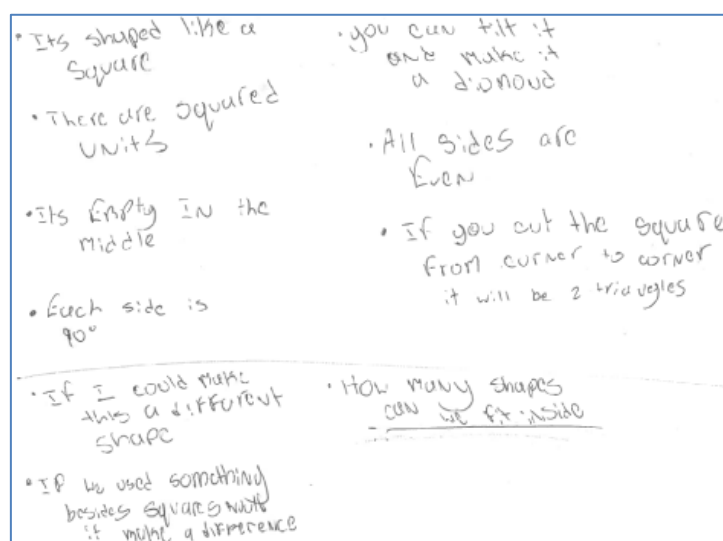 • Its shaped like a
square
• There are squared
units
• Its Empty In the
middle
• Each side is
90°
• you can tilt it
and make it
a diomoud
• All sides are
Even
• If you cut the square
from curner to corner
it will be 2 triangles
• If I could make
this a different
shape
• If we used something
besides squares
it make a difference
• How many shapes
can we fit inside